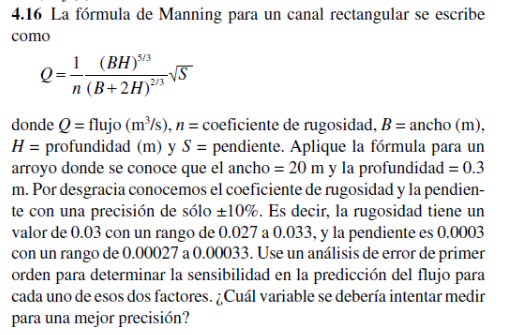 4.16 La fórmula de Manning para un canal rectangular se escribe
como
Q = \frac{1}{n} \frac{(BH)^{5/3}}{(B+2H)^{2/3}} \sqrt{S}
donde Q = flujo (m³/s), n = coeficiente de rugosidad, B = ancho (m),
H = profundidad (m) y S = pendiente. Aplique la fórmula para un
arroyo donde se conoce que el ancho = 20 m y la profundidad = 0.3
m. Por desgracia conocemos el coeficiente de rugosidad y la pendien-
te con una precisión de sólo ±10%. Es decir, la rugosidad tiene un
valor de 0.03 con un rango de 0.027 a 0.033, y la pendiente es 0.0003
con un rango de 0.00027 a 0.00033. Use un análisis de error de primer
orden para determinar la sensibilidad en la predicción del flujo para
cada uno de esos dos factores. ¿Cuál variable se debería intentar medir
para una mejor precisión?